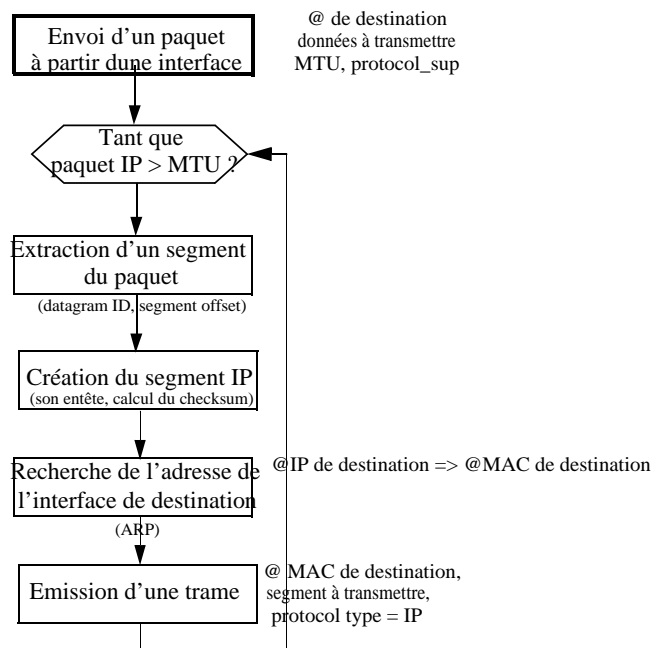 Envoi d'un paquet
à partir dune interface
@ de destination
données à transmettre
MTU, protocol_sup
Tant que
paquet IP > MTU ?
Extraction d'un segment
du paquet
(datagram ID, segment offset)
Création du segment IP
(son entête, calcul du checksum)
Recherche de l'adresse de
l'interface de destination
(ARP)
@IP de destination => @MAC de destination
Emission d'une trame
@ MAC de destination,
segment à transmettre,
protocol type = IP